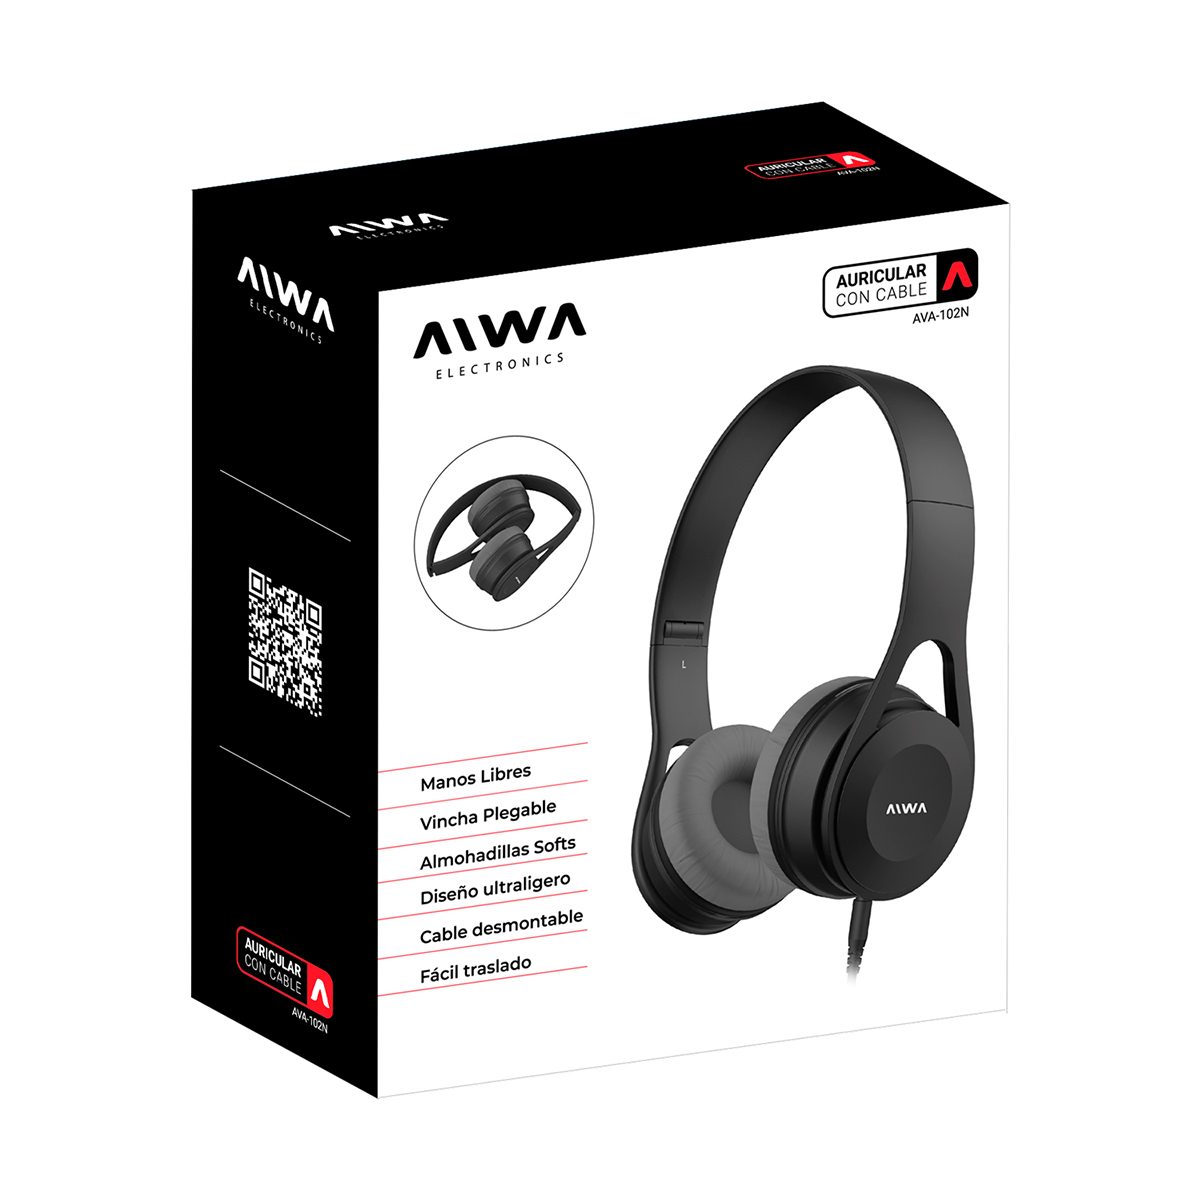 AIWA
ELECTRONICS
AURICULAR
CON CABLE
AVA-102N
AIWA
ELECTRONICS
AIWA
ELECTRONICS
AURICULAR
CON CABLE
AVA-102N
L
AIWA
Manos Libres
Vincha Plegable
Almohadillas Softs
Diseño ultraligero
Cable desmontable
Fácil traslado
AURICULAR
CON CABLE
AVA-102N